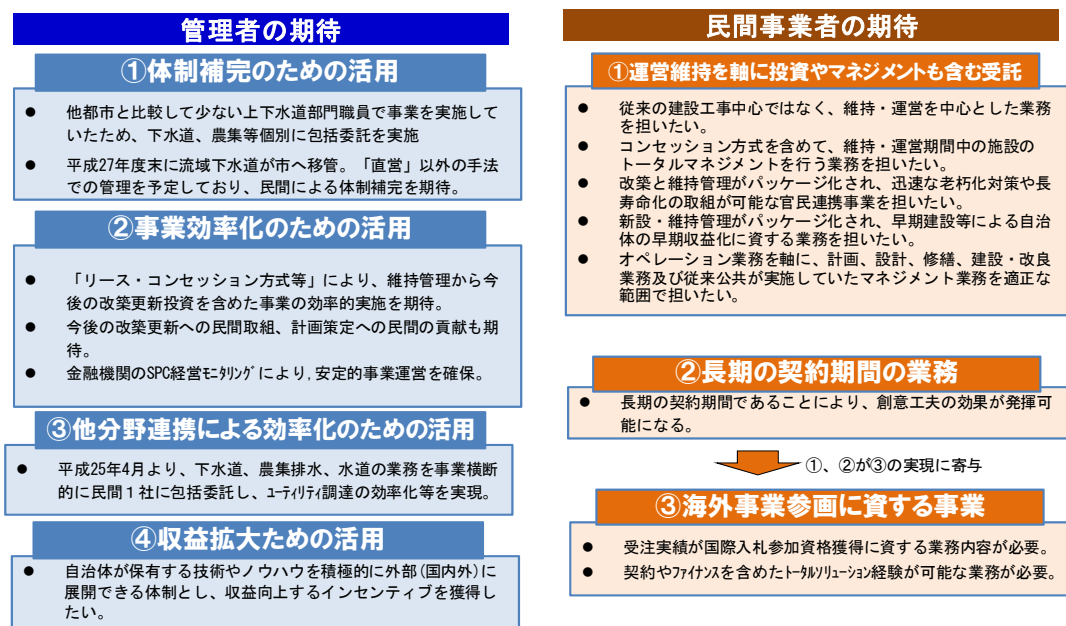 管理者の期待
①体制補完のための活用
● 他都市と比較して少ない上下水道部門職員で事業を実施して
いたため、下水道、農集等個別に包括委託を実施
● 平成27年度末に流域下水道が市へ移管。「直営」以外の手法
での管理を予定しており、民間による体制補完を期待。
②事業効率化のための活用
● 「リース・コンセッション方式等」により、維持管理から今
後の改築更新投資を含めた事業の効率的実施を期待。
● 今後の改築更新への民間取組、計画策定への民間の貢献も期
待。
● 金融機関のSPC経営ﾓﾆﾀﾘﾝｸﾞにより,安定的事業運営を確保。
③他分野連携による効率化のための活用
● 平成25年4月より、下水道、農集排水、水道の業務を事業横断
的に民間１社に包括委託し、ﾕｰﾃｨﾘﾃｨ調達の効率化等を実現。
④収益拡大ための活用
● 自治体が保有する技術やノウハウを積極的に外部(国内外)に
展開できる体制とし、収益向上するインセンティブを獲得し
たい。
民間事業者の期待
①運営維持を軸に投資やマネジメントも含む受託
● 従来の建設工事中心ではなく、維持・運営を中心とした業務
を担いたい。
● コンセッション方式を含めて、維持・運営期間中の施設の
トータルマネジメントを行う業務を担いたい。
● 改築と維持管理がパッケージ化され、迅速な老朽化対策や長
寿命化の取組が可能な官民連携事業を担いたい。
● 新設・維持管理がパッケージ化され、早期建設等による自治
体の早期収益化に資する業務を担いたい。
● オペレーション業務を軸に、計画、設計、修繕、建設・改良
業務及び従来公共が実施していたマネジメント業務を適正な
範囲で担いたい。
②長期の契約期間の業務
● 長期の契約期間であることにより、創意工夫の効果が発揮可
能になる。
①、②が③の実現に寄与
③海外事業参画に資する事業
● 受注実績が国際入札参加資格獲得に資する業務内容が必要。
● 契約やﾌｧｲﾅﾝｽを含めたﾄｰﾀﾙｿﾘｭｰｼｮﾝ経験が可能な業務が必要。